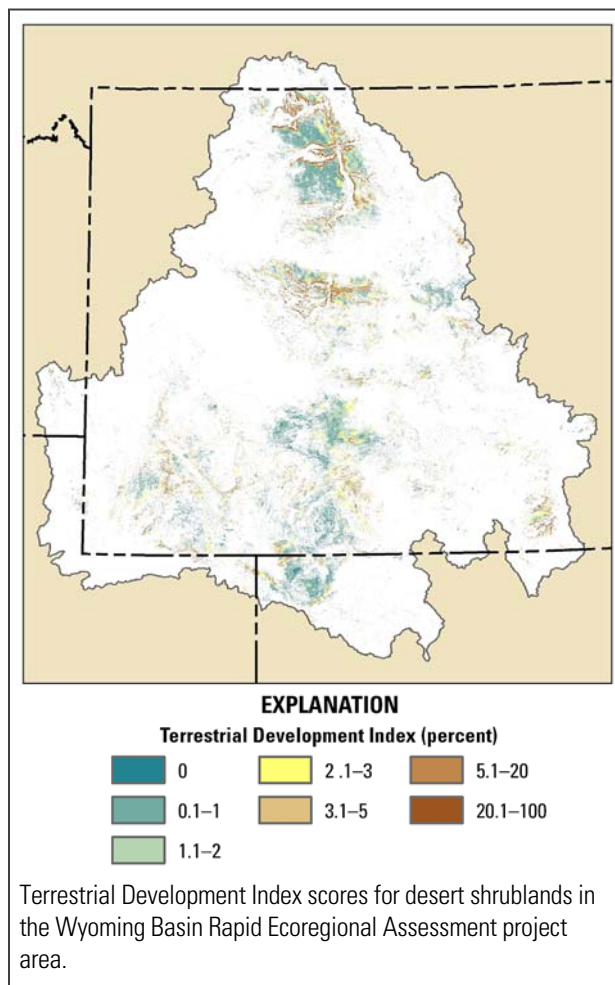 EXPLANATION
Terrestrial Development Index (percent)
0
2 .1–3
5.1–20
0.1–1
3.1–5
20.1–100
1.1–2
Terrestrial Development Index scores for desert shrublands in
the Wyoming Basin Rapid Ecoregional Assessment project
area.